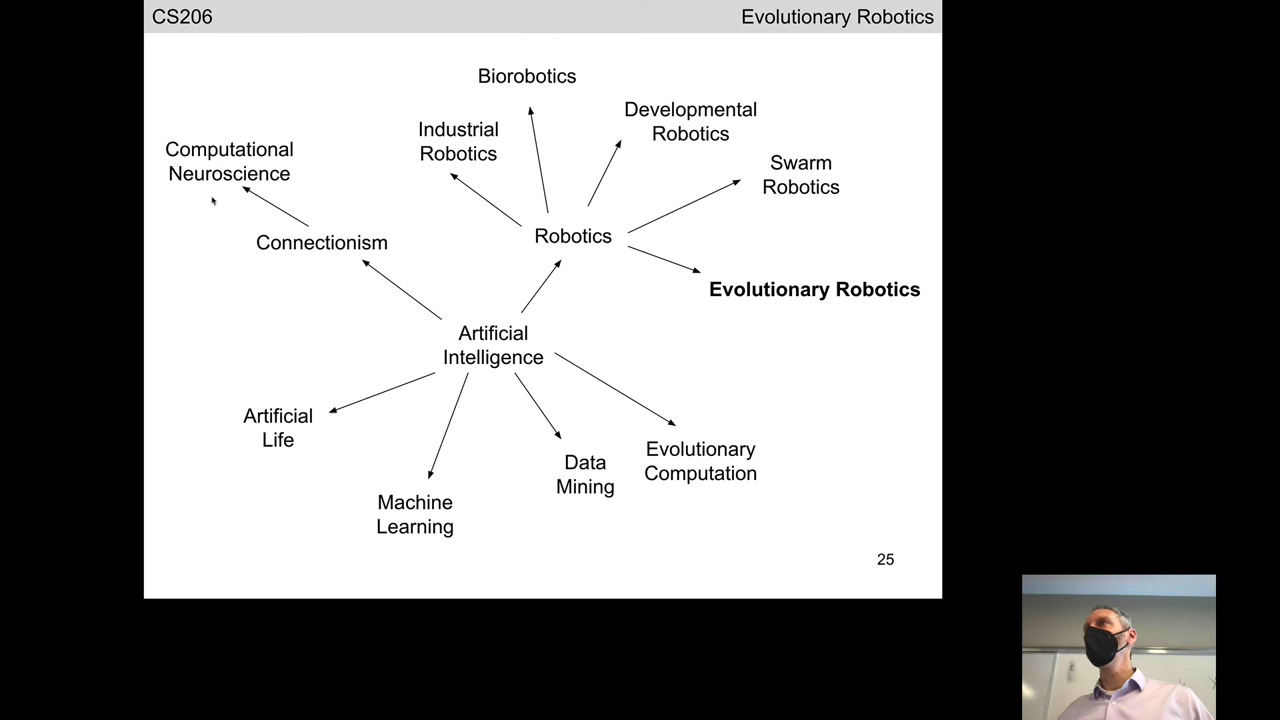 CS206
Evolutionary Robotics
Biorobotics
Developmental
Robotics
Industrial
Robotics
Computational
Neuroscience
Swarm
Robotics
Connectionism
Robotics
Evolutionary Robotics
Artificial
Intelligence
Artificial
Life
Evolutionary
Computation
Data
Mining
Machine
Learning
25